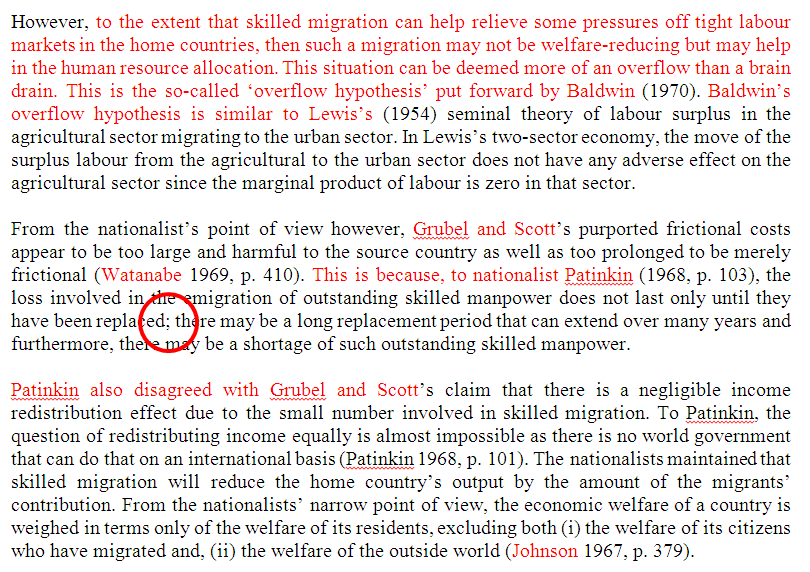 However, to the extent that skilled migration can help relieve some pressures off tight labour
markets in the home countries, then such a migration may not be welfare-reducing but may help
in the human resource allocation. This situation can be deemed more of an overflow than a brain
drain. This is the so-called ‘overflow hypothesis’ put forward by Baldwin (1970). Baldwin’s
overflow hypothesis is similar to Lewis’s (1954) seminal theory of labour surplus in the
agricultural sector migrating to the urban sector. In Lewis’s two-sector economy, the move of the
surplus labour from the agricultural to the urban sector does not have any adverse effect on the
agricultural sector since the marginal product of labour is zero in that sector.
From the nationalist’s point of view however, Grubel and Scott’s purported frictional costs
appear to be too large and harmful to the source country as well as too prolonged to be merely
frictional (Watanabe 1969, p. 410). This is because, to nationalist Patinkin (1968, p. 103), the
loss involved in the emigration of outstanding skilled manpower does not last only until they
have been replaced; there may be a long replacement period that can extend over many years and
furthermore, there may be a shortage of such outstanding skilled manpower.
Patinkin also disagreed with Grubel and Scott’s claim that there is a negligible income
redistribution effect due to the small number involved in skilled migration. To Patinkin, the
question of redistributing income equally is almost impossible as there is no world government
that can do that on an international basis (Patinkin 1968, p. 101). The nationalists maintained that
skilled migration will reduce the home country’s output by the amount of the migrants’
contribution. From the nationalists’ narrow point of view, the economic welfare of a country is
weighed in terms only of the welfare of its residents, excluding both (i) the welfare of its citizens
who have migrated and, (ii) the welfare of the outside world (Johnson 1967, p. 379).